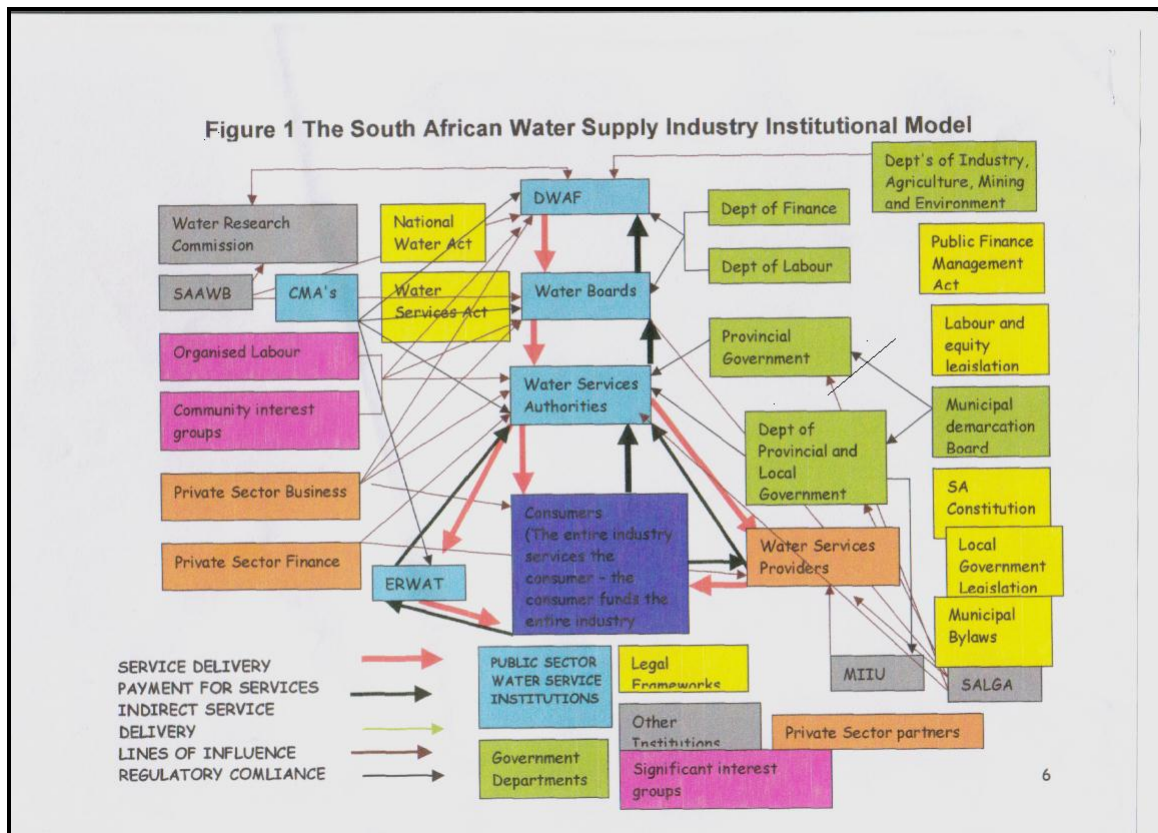 Figure 1 The South African Water Supply Industry Institutional Model
Dept's of Industry,
Agriculture, Mining
and Environment
DWAF
Dept of Finance
Water Research
Commission
National
Water Act
Public Finance
Management
Act
Dept of Labour
SAAWB
CMA's
Water
Services Act
Water Boards
Labour and
equity
legislation
Organised Labour
Provincial
Government
Water Services
Authorities
Community interest
groups
Municipal
demarcation
Board
Dept of
Provincial and
Local
Government
Private Sector Business
SA
Constitution
Consumers
(The entire industry
services the
consumer - the
consumer funds the
entire industry
Private Sector Finance
Water Services
Providers
Local
Government
Legislation
ERWAT
Municipal
Bylaws
MIIU
SALGA
SERVICE DELIVERY
PAYMENT FOR SERVICES
INDIRECT SERVICE
DELIVERY
LINES OF INFLUENCE
REGULATORY COMLIANCE
PUBLIC SECTOR
WATER SERVICE
INSTITUTIONS
Legal
Frameworks
Other
Institutions
Private Sector partners
Government
Departments
Significant interest
groups
6